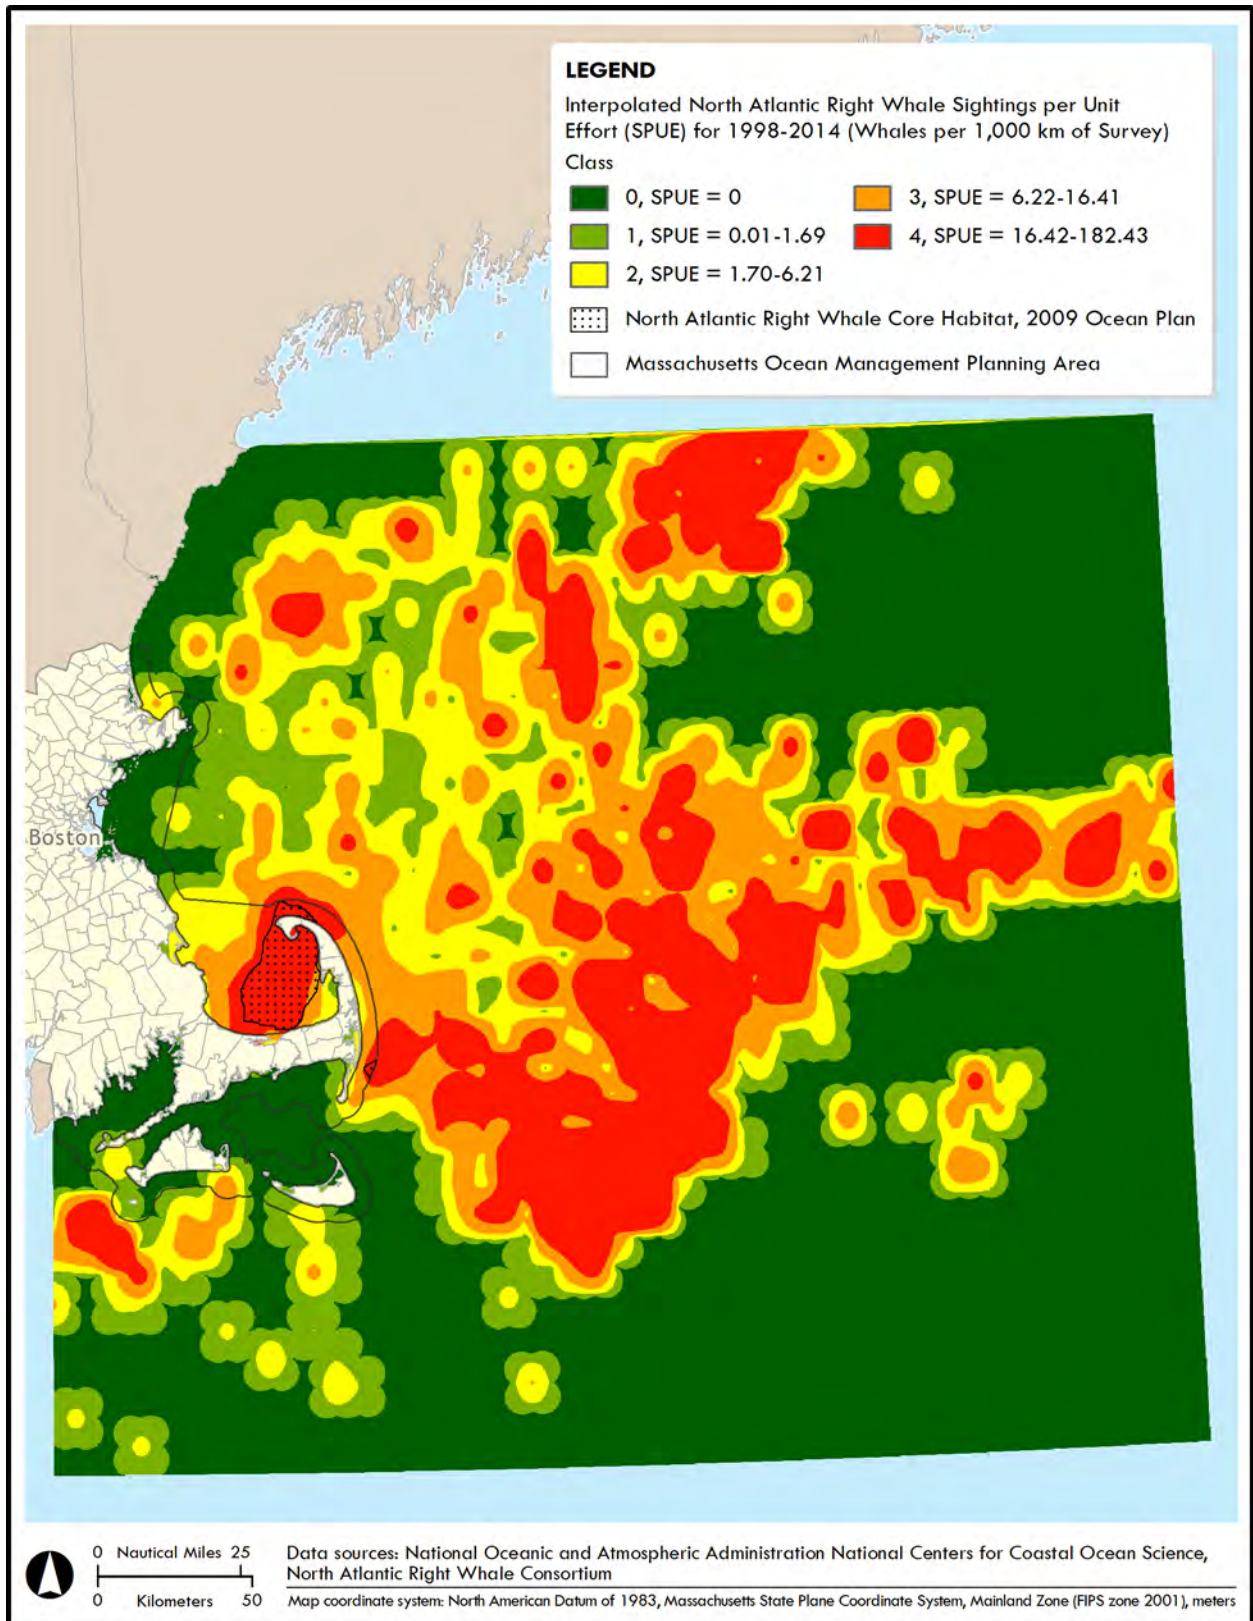 LEGEND
Interpolated North Atlantic Right Whale Sightings per Unit
Effort (SPUE) for 1998-2014 (Whales per 1,000 km of Survey)
Class
0, SPUE = 0
3, SPUE = 6.22-16.41
1, SPUE = 0.01-1.69
4, SPUE = 16.42-182.43
2, SPUE = 1.70-6.21
North Atlantic Right Whale Core Habitat, 2009 Ocean Plan
Massachusetts Ocean Management Planning Area
Boston
0 Nautical Miles 25
0 Kilometers 50
Data sources: National Oceanic and Atmospheric Administration National Centers for Coastal Ocean Science,
North Atlantic Right Whale Consortium
Map coordinate system: North American Datum of 1983, Massachusetts State Plane Coordinate System, Mainland Zone (FIPS zone 2001), meters